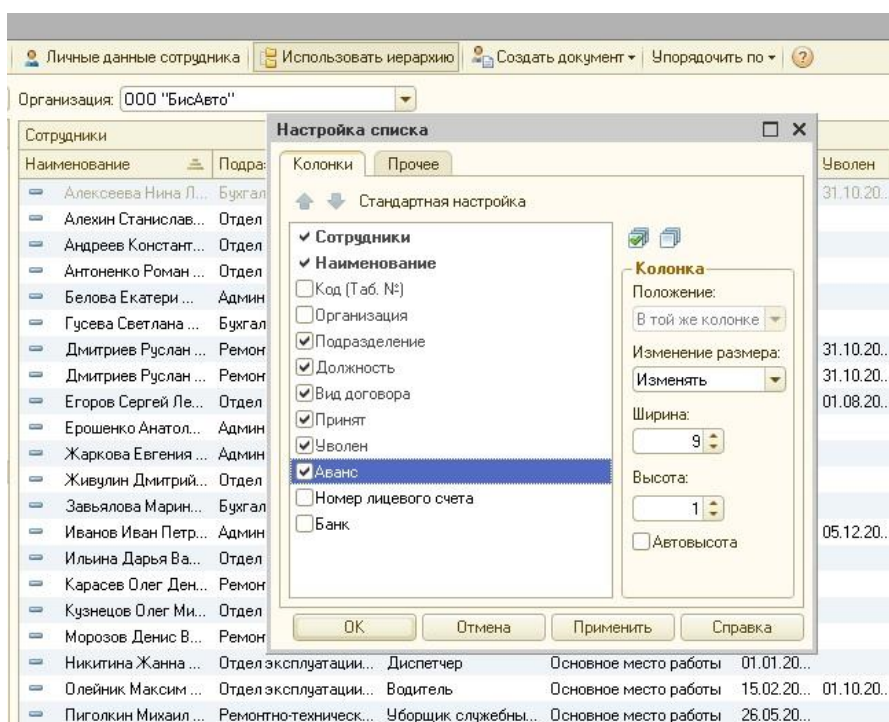 Личные данные сотрудника Использовать иерархию Создать документ Упорядочить по ?
Организация: ООО "БисАвто"
Сотрудники
Наименование Подра Уволен
Настройка списка
Колонки Прочее
Стандартная настройка
Сотрудники
Наименование
Код (Таб. №)
Организация
Подразделение
Должность
Вид договора
Принят
Уволен
Аванс
Номер лицевого счета
Банк
Колонка
Положение:
В той же колонке
Изменение размера:
Изменять
Ширина:
9
Высота:
1
Автовысота
ОК Отмена Применить Справка
Алексеева Нина Л... Бухгал 31.10.20...
Алехин Станислав... Отдел
Андреев Констант... Отдел
Антоненко Роман ... Отдел
Белова Екатери ... Админ
Гусева Светлана ... Бухгал
Дмитриев Руслан ... Ремонт 31.10.20...
Дмитриев Руслан ... Ремонт 31.10.20...
Егоров Сергей Ле... Отдел 01.08.20...
Ерошенко Анатол... Админ
Жаркова Евгения ... Админ
Живулин Дмитрий... Отдел
Завьялова Марин... Бухгал
Иванов Иван Петр... Админ 05.12.20...
Ильина Дарья Ва... Отдел
Карасев Олег Ден... Ремонт
Кузнецов Олег Ми... Отдел
Морозов Денис В... Ремонт
Никитина Жанна ... Отдел эксплуатации... Диспетчер Основное место работы 01.01.20...
Олейник Максим ... Отдел эксплуатации... Водитель Основное место работы 15.02.20... 01.10.20...
Пиголкин Михаил ... Ремонтно-техническ... Уборщик служебны... Основное место работы 26.05.20...